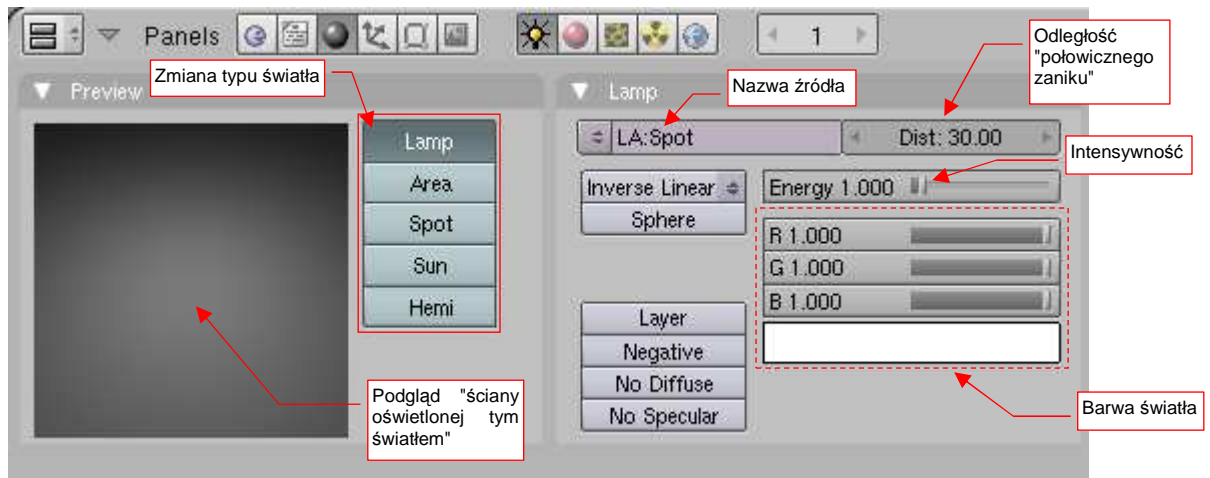 Panels
1
Odległość
"połowicznego
zaniku"
Zmiana typu światła
Preview
Nazwa źródła
Lamp
Lamp
Area
Spot
Sun
Hemi
LA:Spot
Dist: 30.00
Intensywność
Inverse Linear
Energy 1.000
Sphere
R 1.000
G 1.000
B 1.000
Layer
Negative
No Diffuse
No Specular
Podgląd "ściany
oświetlonej tym
światłem"
Barwa światła